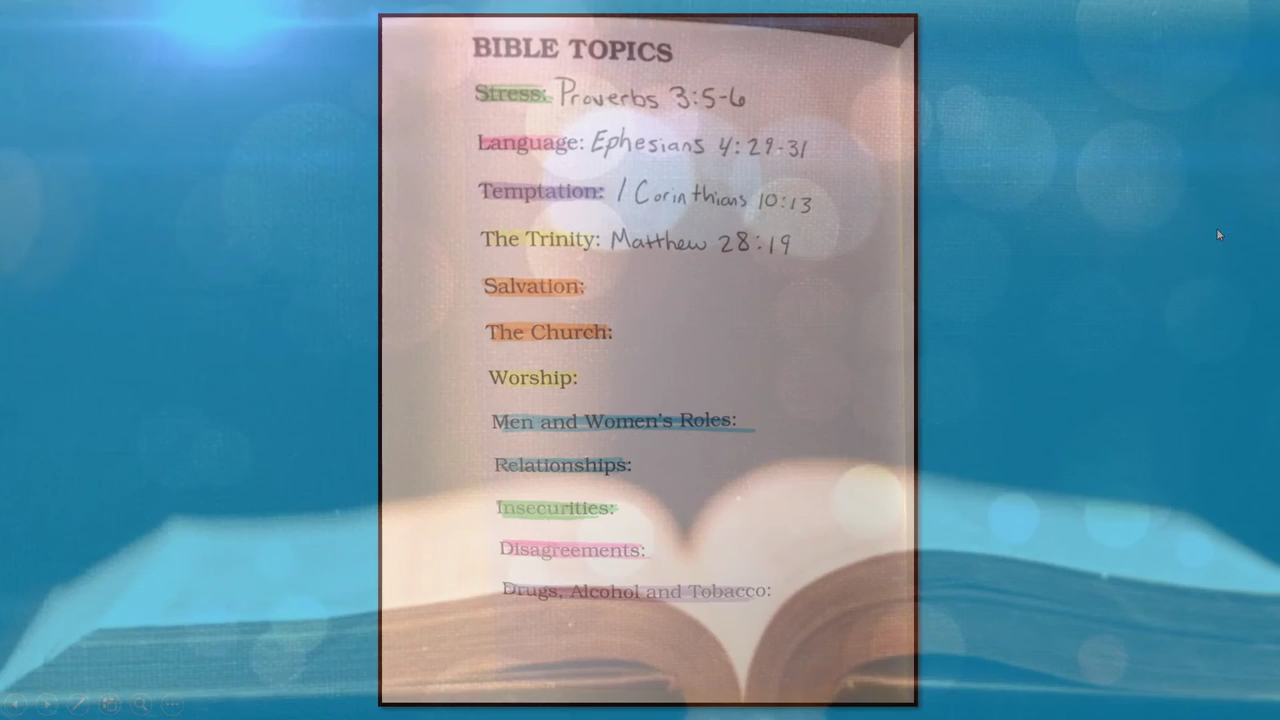 BIBLE TOPICS
Stress: Proverbs 3:5-6
Language: Ephesians 4:29-31
Temptation: 1 Corinthians 10:13
The Trinity: Matthew 28:19
Salvation:
The Church:
Worship:
Men and Women's Roles:
Relationships:
Insecurities:
Disagreements:
Drugs, Alcohol and Tobacco: